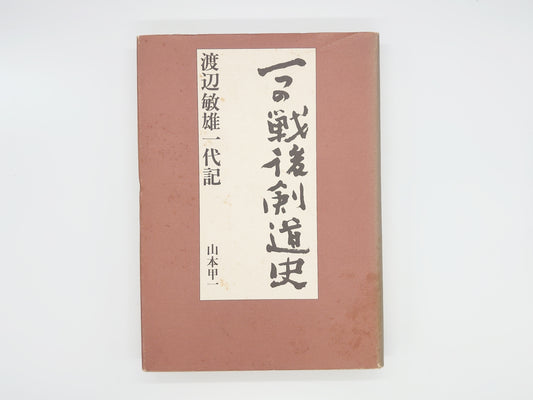 一つの戦後剣道史
渡辺敏雄一代記
山本甲一